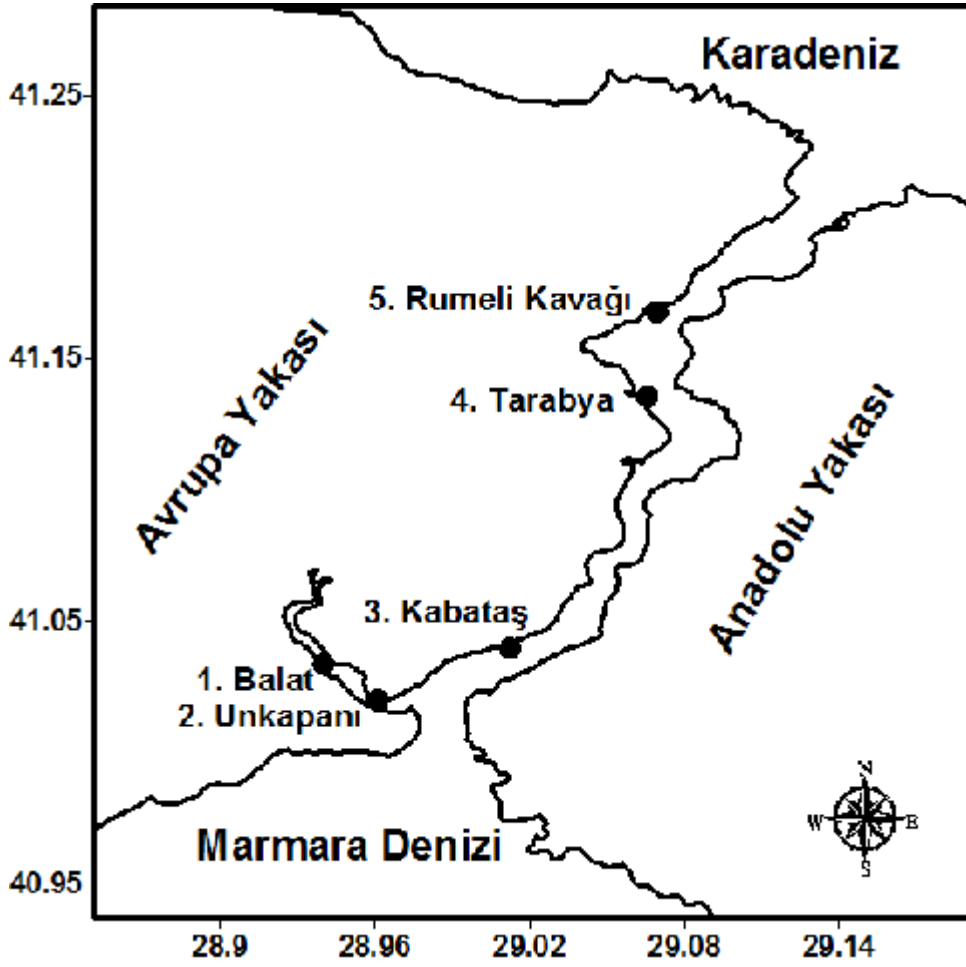 Karadeniz
41.25
5. Rumeli Kavağı
41.15
4. Tarabya
Avrupa Yakası
Anadolu Yakası
41.05
3. Kabataş
1. Balat
2. Unkapanı
N
W
E
S
Marmara Denizi
40.95
28.9
28.96
29.02
29.08
29.14